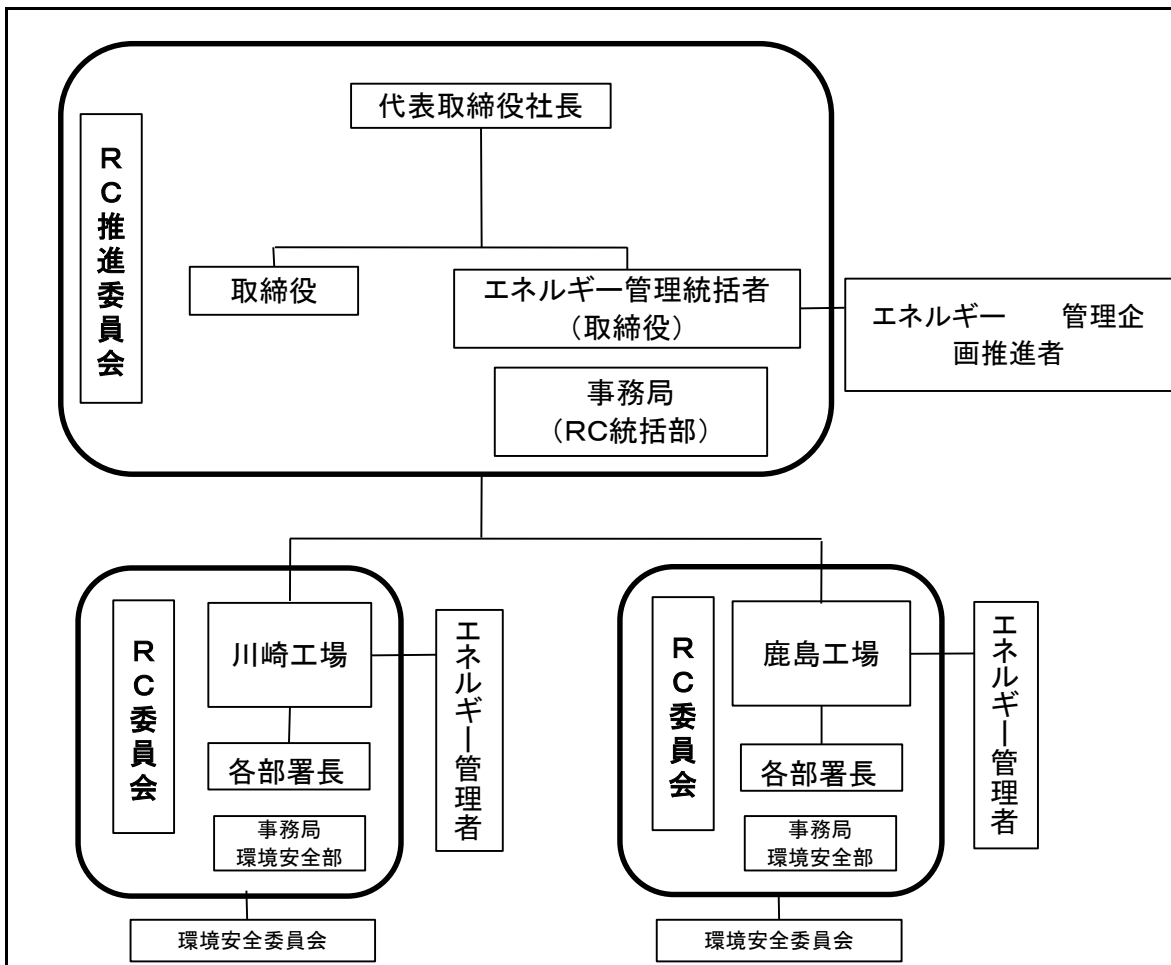 代表取締役社長
ＲＣ推進委員会
取締役
エネルギー管理統括者
（取締役）
エネルギー　　管理企
画推進者
事務局
（ＲＣ統括部）
ＲＣ委員会
川崎工場
エネルギー管理者
各部署長
事務局
環境安全部
環境安全委員会
ＲＣ委員会
鹿島工場
エネルギー管理者
各部署長
事務局
環境安全部
環境安全委員会